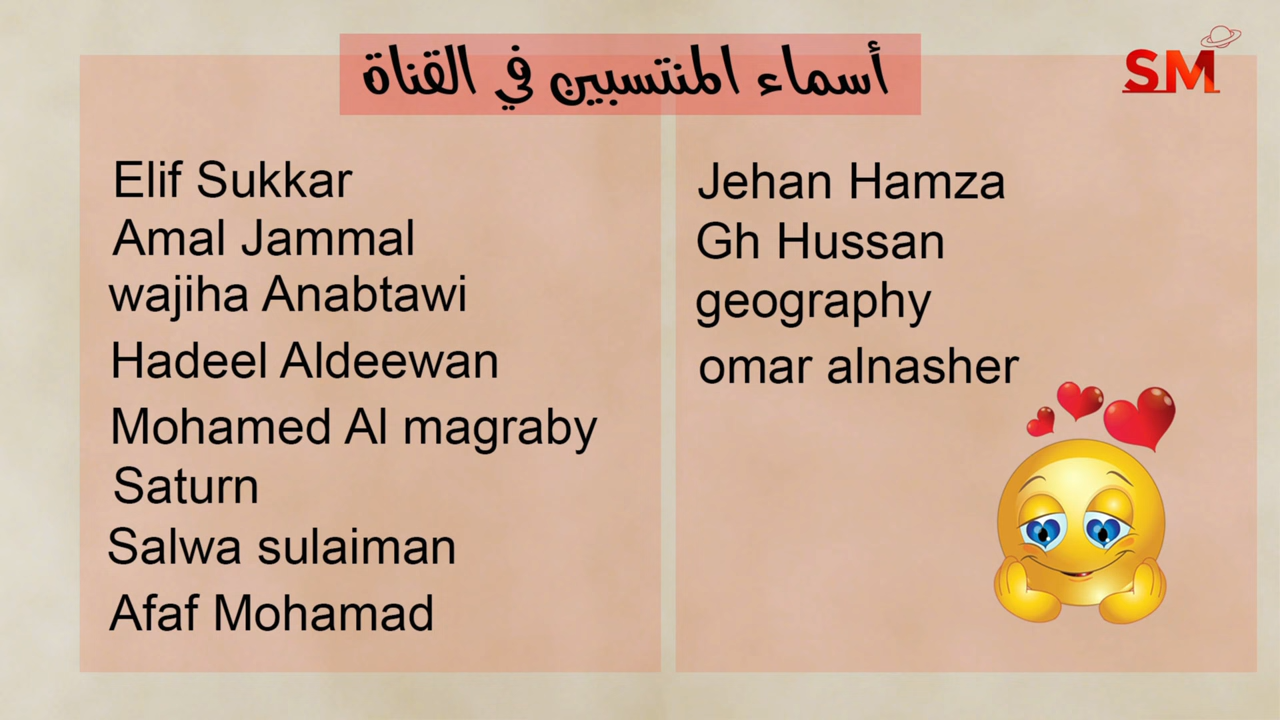 أسماء المنتسبين في القناة
SM
Elif Sukkar
Amal Jammal
wajiha Anabtawi
Hadeel Aldeewan
Mohamed Al magraby
Saturn
Salwa sulaiman
Afaf Mohamad
Jehan Hamza
Gh Hussan
geography
omar alnasher